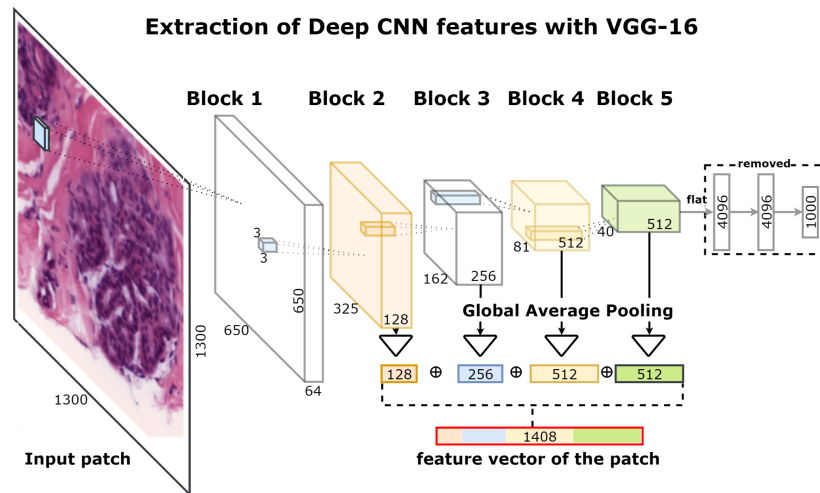 Extraction of Deep CNN features with VGG-16
Block 1
Block 2
Block 3
Block 4
Block 5
removed
flat
4096
4096
1000
3
3
650
650
64
325
128
162
256
81
512
40
512
1300
1300
Global Average Pooling
128 ⊕ 256 ⊕ 512 ⊕ 512
1408
Input patch
feature vector of the patch